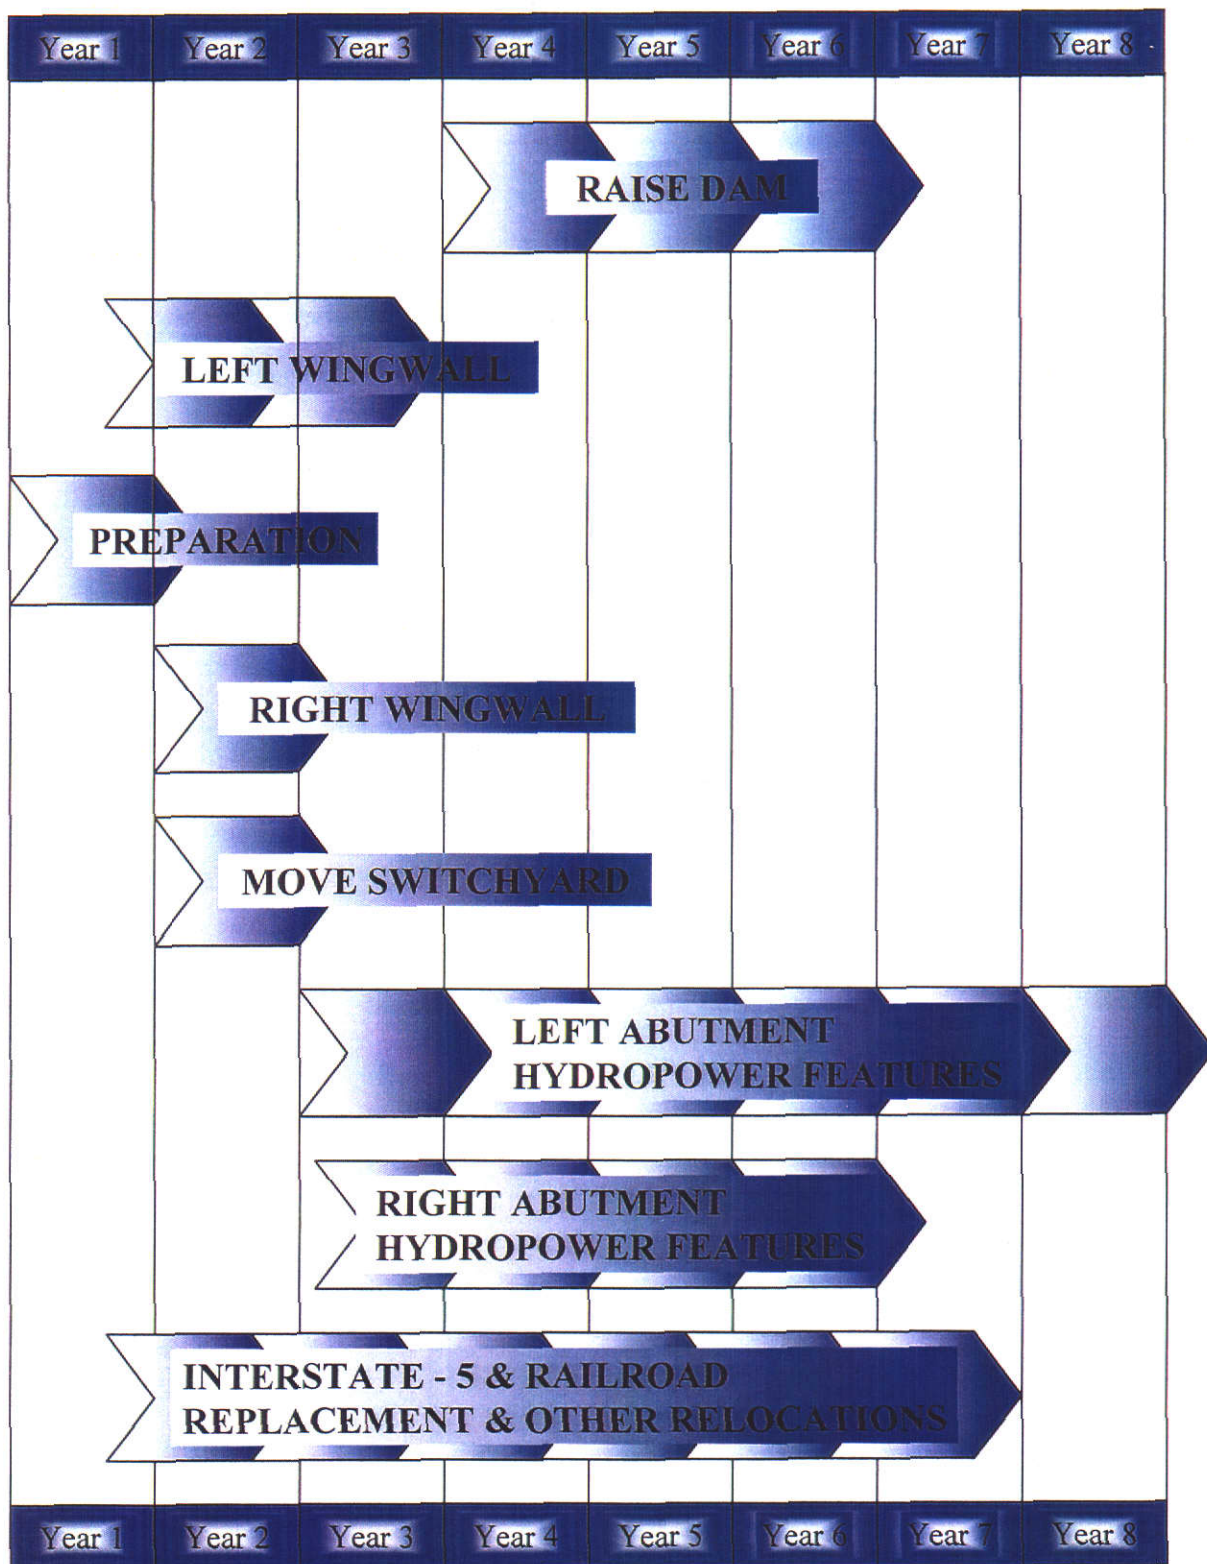 Year 1 Year 2 Year 3 Year 4 Year 5 Year 6 Year 7 Year 8
RAISE DAM
LEFT WINGWALL
PREPARATION
RIGHT WINGWALL
MOVE SWITCHYARD
LEFT ABUTMENT
HYDROPOWER FEATURES
RIGHT ABUTMENT
HYDROPOWER FEATURES
INTERSTATE - 5 & RAILROAD
REPLACEMENT & OTHER RELOCATIONS
Year 1 Year 2 Year 3 Year 4 Year 5 Year 6 Year 7 Year 8